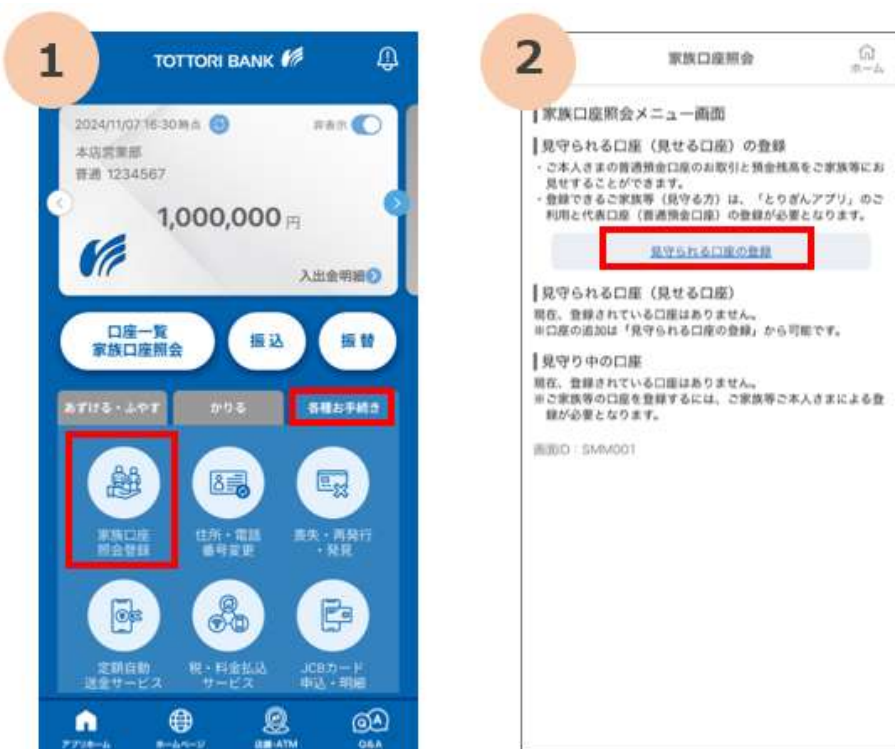 1
TOTTORI BANK
2024/11/07 16:30時点
非表示
本店営業部
普通 1234567
1,000,000 円
入出金明細
口座一覧
家族口座照会
振込
振替
あずける・ふやす
かりる
各種お手続き
家族口座
照会登録
住所・電話
番号変更
喪失・再発行
・発見
定額自動
送金サービス
税・料金払込
サービス
JCBカード
申込・明細
アプリホーム
ホームページ
店舗・ATM
Q&A
2
家族口座照会
ホーム
家族口座照会メニュー画面
見守られる口座（見せる口座）の登録
・ご本人さまの普通預金口座のお取引と預金残高をご家族等にお
見せすることができます。
・登録できるご家族等（見守る方）は、「とりぎんアプリ」のご
利用と代表口座（普通預金口座）の登録が必要となります。
見守られる口座の登録
見守られる口座（見せる口座）
現在、登録されている口座はありません。
※口座の追加は「見守られる口座の登録」から可能です。
見守り中の口座
現在、登録されている口座はありません。
※ご家族等の口座を登録するには、ご家族等ご本人さまによる登
録が必要となります。
画面ID：SMM001